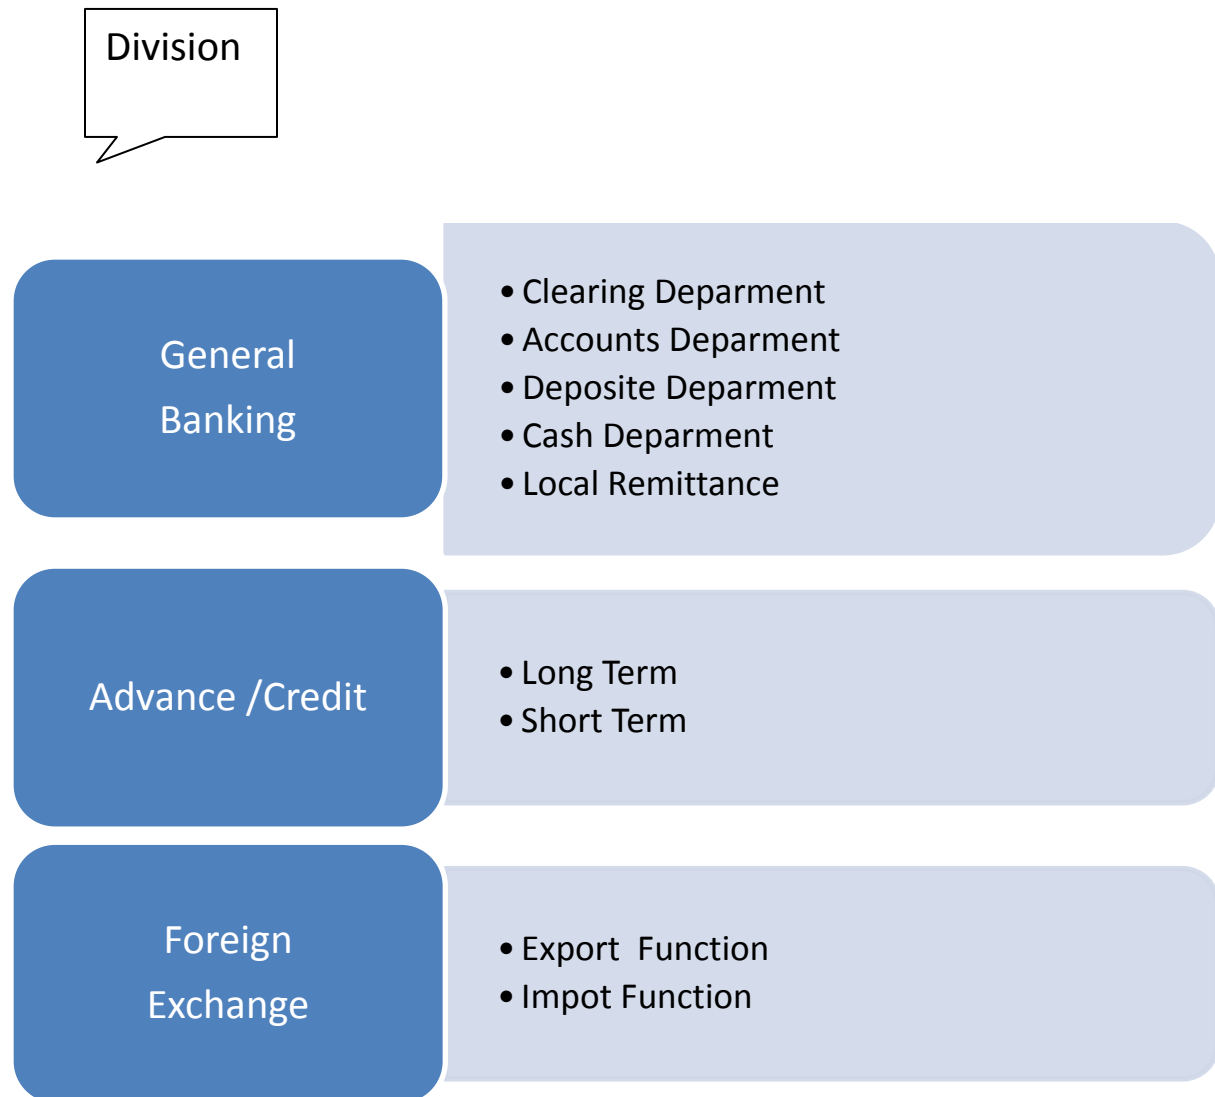 Division
General
Banking
• Clearing Deparment
• Accounts Deparment
• Deposite Deparment
• Cash Deparment
• Local Remittance
Advance /Credit
• Long Term
• Short Term
Foreign
Exchange
• Export  Function
• Impot Function